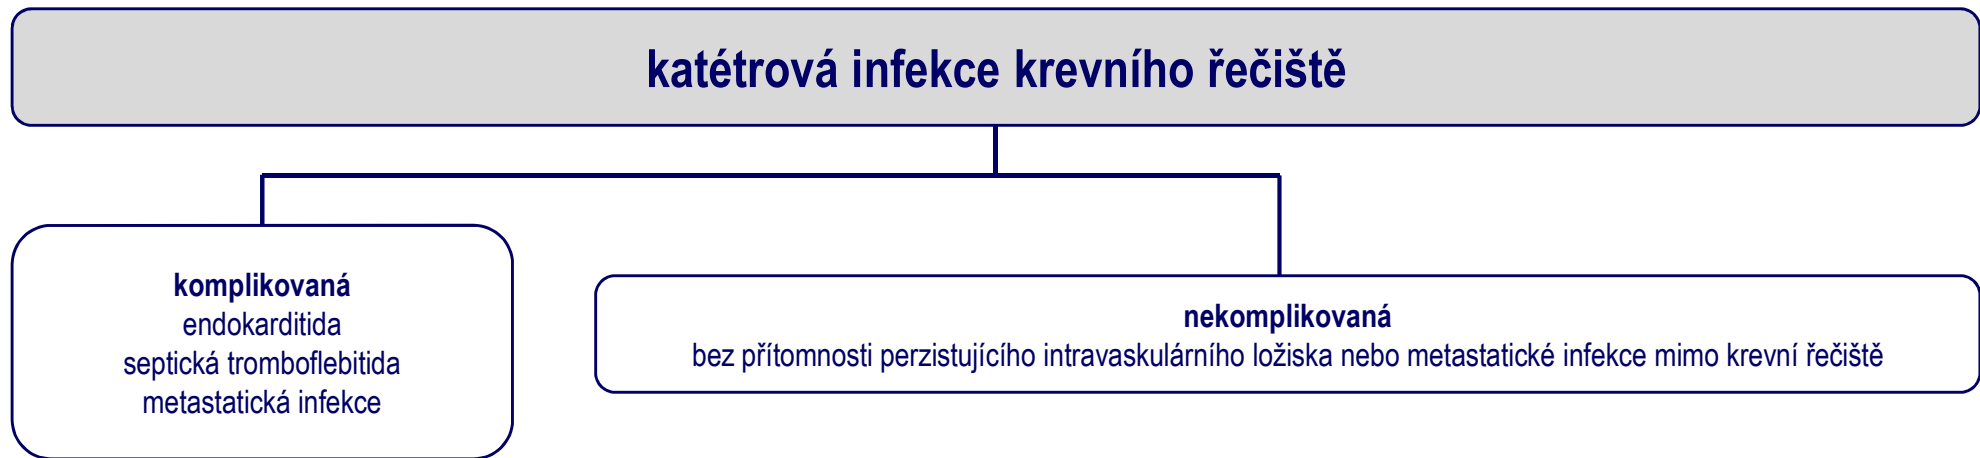 katétrová infekce krevního řečiště
komplikovaná
endokarditida
septická tromboflebitida
metastatická infekce
nekomplikovaná
bez přítomnosti perzistujícího intravaskulárního ložiska nebo metastatické infekce mimo krevní řečiště